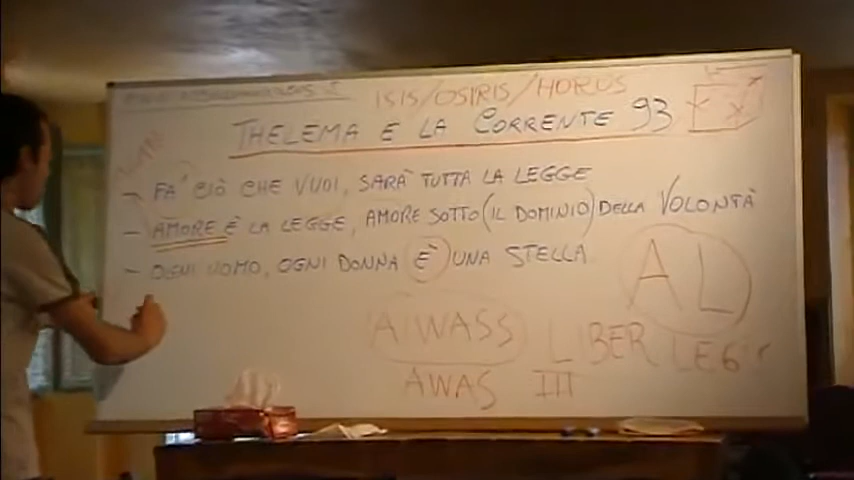 ISIS/OSIRIS/HORUS
THELEMA E LA CORRENTE 93
- FA' CIÒ CHE VUOI, SARÀ TUTTA LA LEGGE
- AMORE È LA LEGGE, AMORE SOTTO (IL DOMINIO) DELLA VOLONTÀ
- OGNI UOMO, OGNI DONNA È UNA STELLA
AL
AIWASS
LIBER LEGIS
AWAS
III